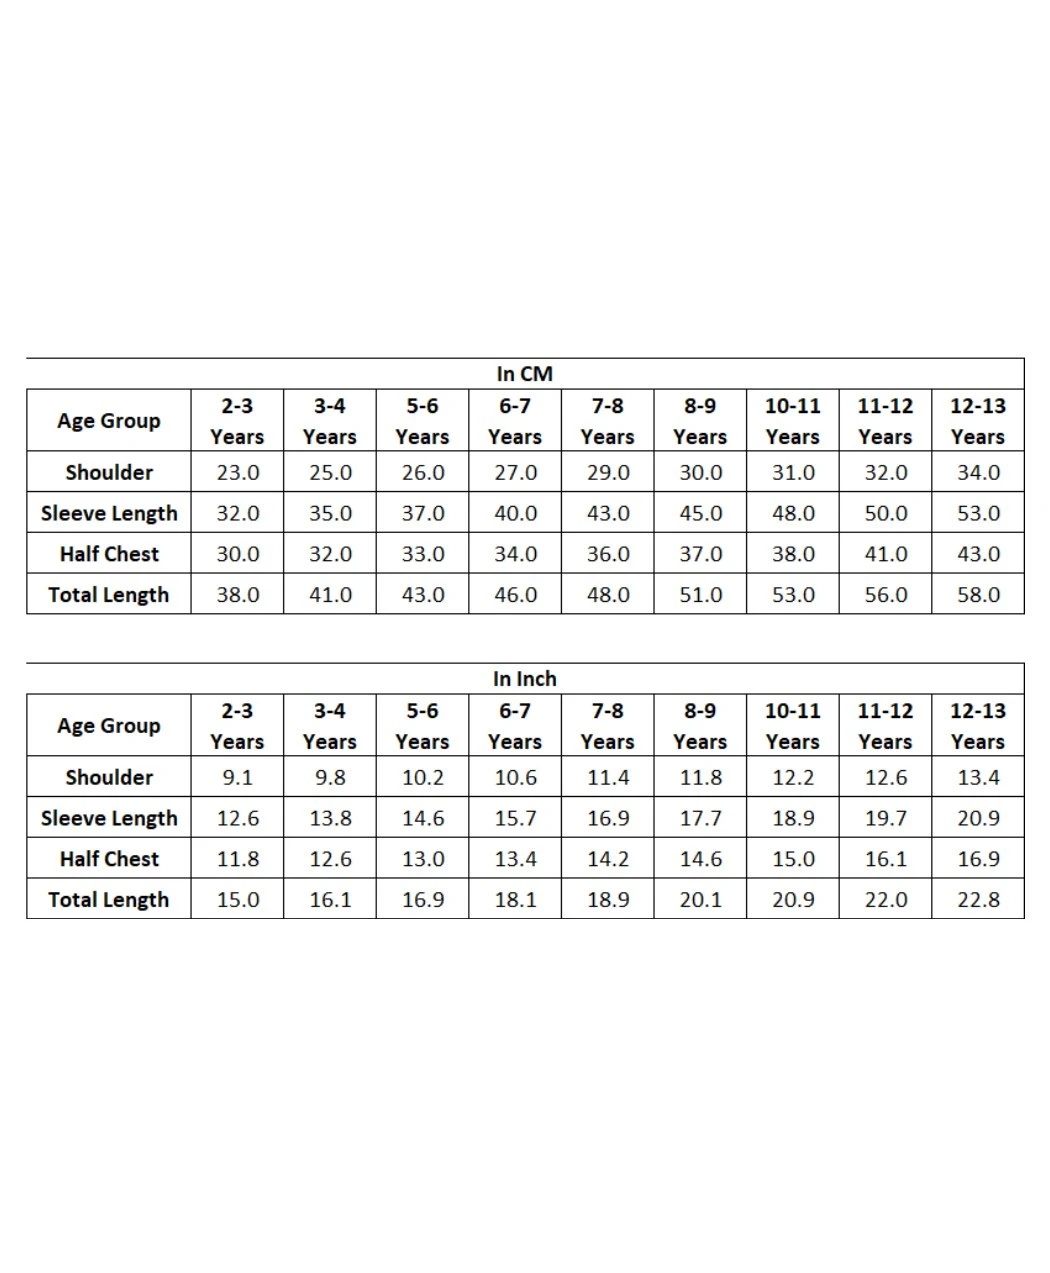 In CM
Age Group 2-3 Years 3-4 Years 5-6 Years 6-7 Years 7-8 Years 8-9 Years 10-11 Years 11-12 Years 12-13 Years
Shoulder 23.0 25.0 26.0 27.0 29.0 30.0 31.0 32.0 34.0
Sleeve Length 32.0 35.0 37.0 40.0 43.0 45.0 48.0 50.0 53.0
Half Chest 30.0 32.0 33.0 34.0 36.0 37.0 38.0 41.0 43.0
Total Length 38.0 41.0 43.0 46.0 48.0 51.0 53.0 56.0 58.0
In Inch
Age Group 2-3 Years 3-4 Years 5-6 Years 6-7 Years 7-8 Years 8-9 Years 10-11 Years 11-12 Years 12-13 Years
Shoulder 9.1 9.8 10.2 10.6 11.4 11.8 12.2 12.6 13.4
Sleeve Length 12.6 13.8 14.6 15.7 16.9 17.7 18.9 19.7 20.9
Half Chest 11.8 12.6 13.0 13.4 14.2 14.6 15.0 16.1 16.9
Total Length 15.0 16.1 16.9 18.1 18.9 20.1 20.9 22.0 22.8